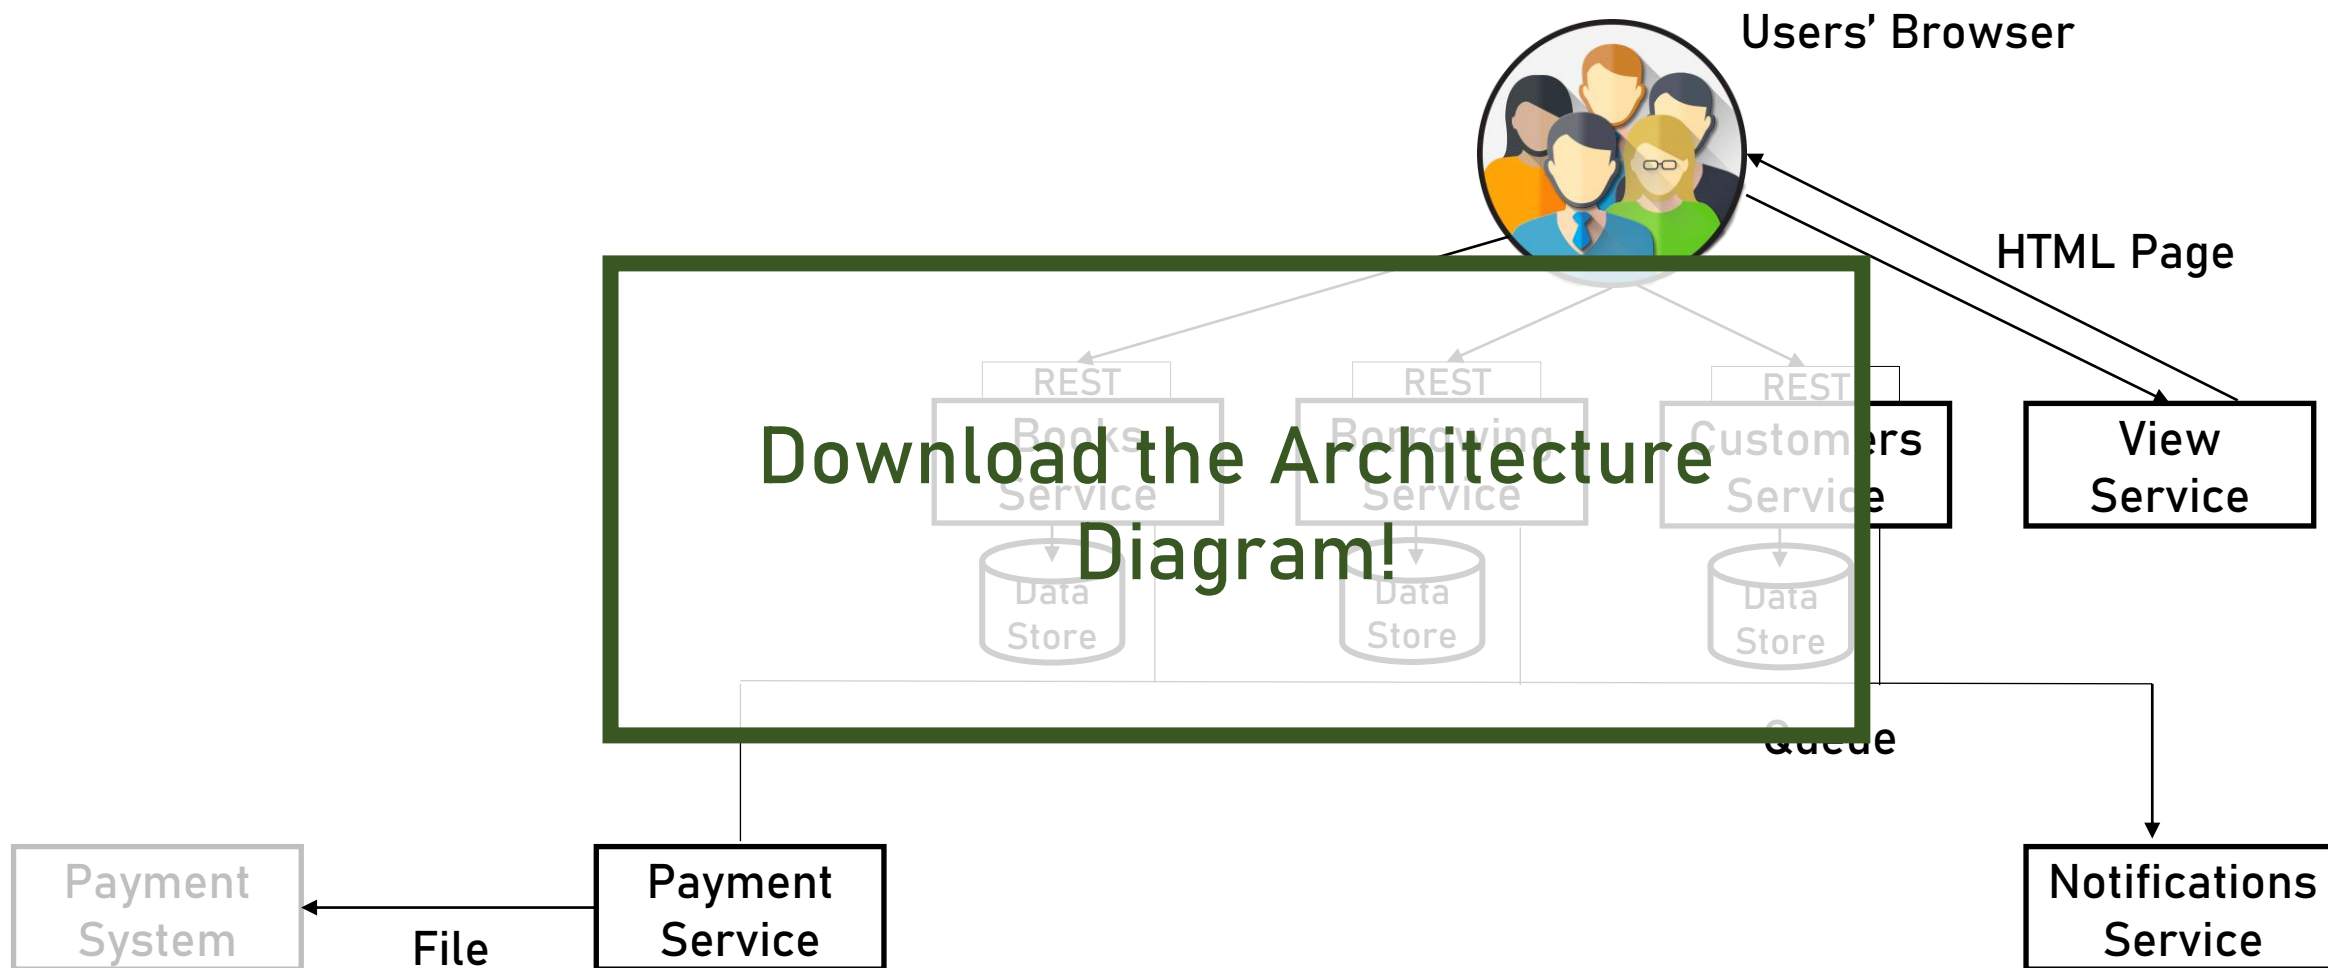 Users' Browser
HTML Page
REST
REST
REST
Books
Service
Borrowing
Service
Customers
Service
View
Service
Download the Architecture
Diagram!
Data
Store
Data
Store
Data
Store
Queue
Payment
System
File
Payment
Service
Notifications
Service